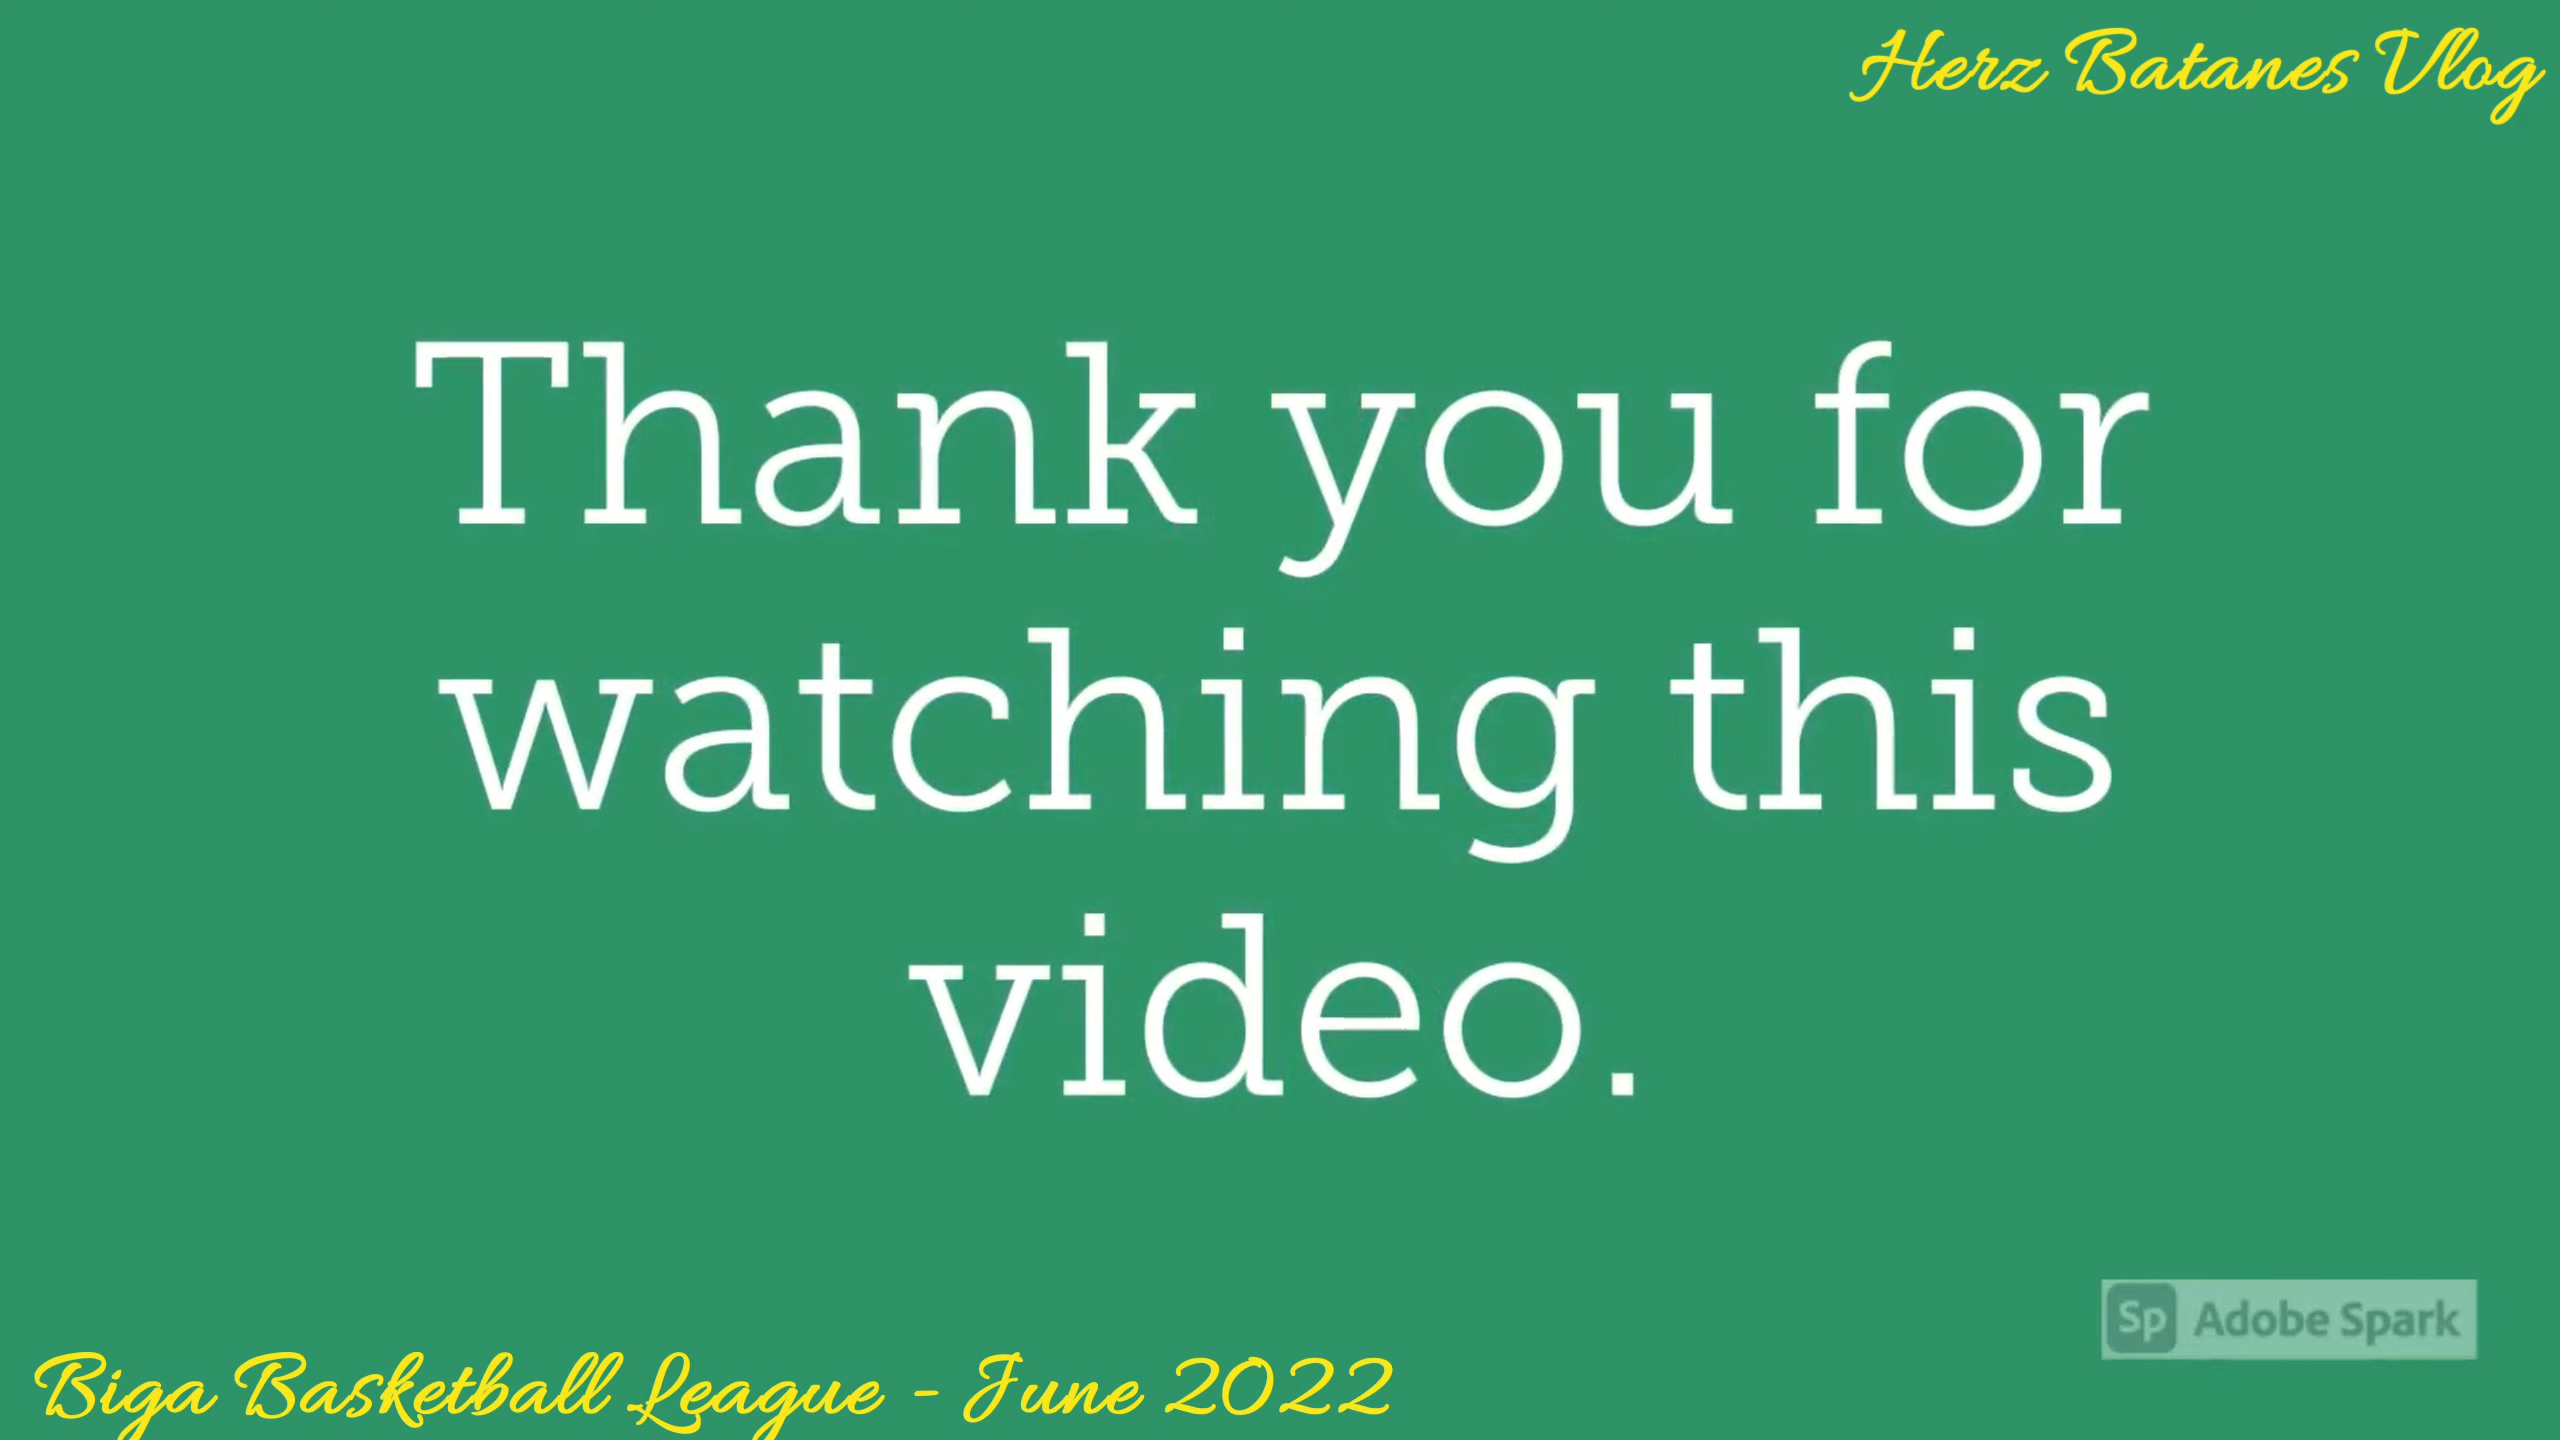 Herz Batanes Vlog
Thank you for
watching this
video.
Sp Adobe Spark
Biga Basketball League - June 2022